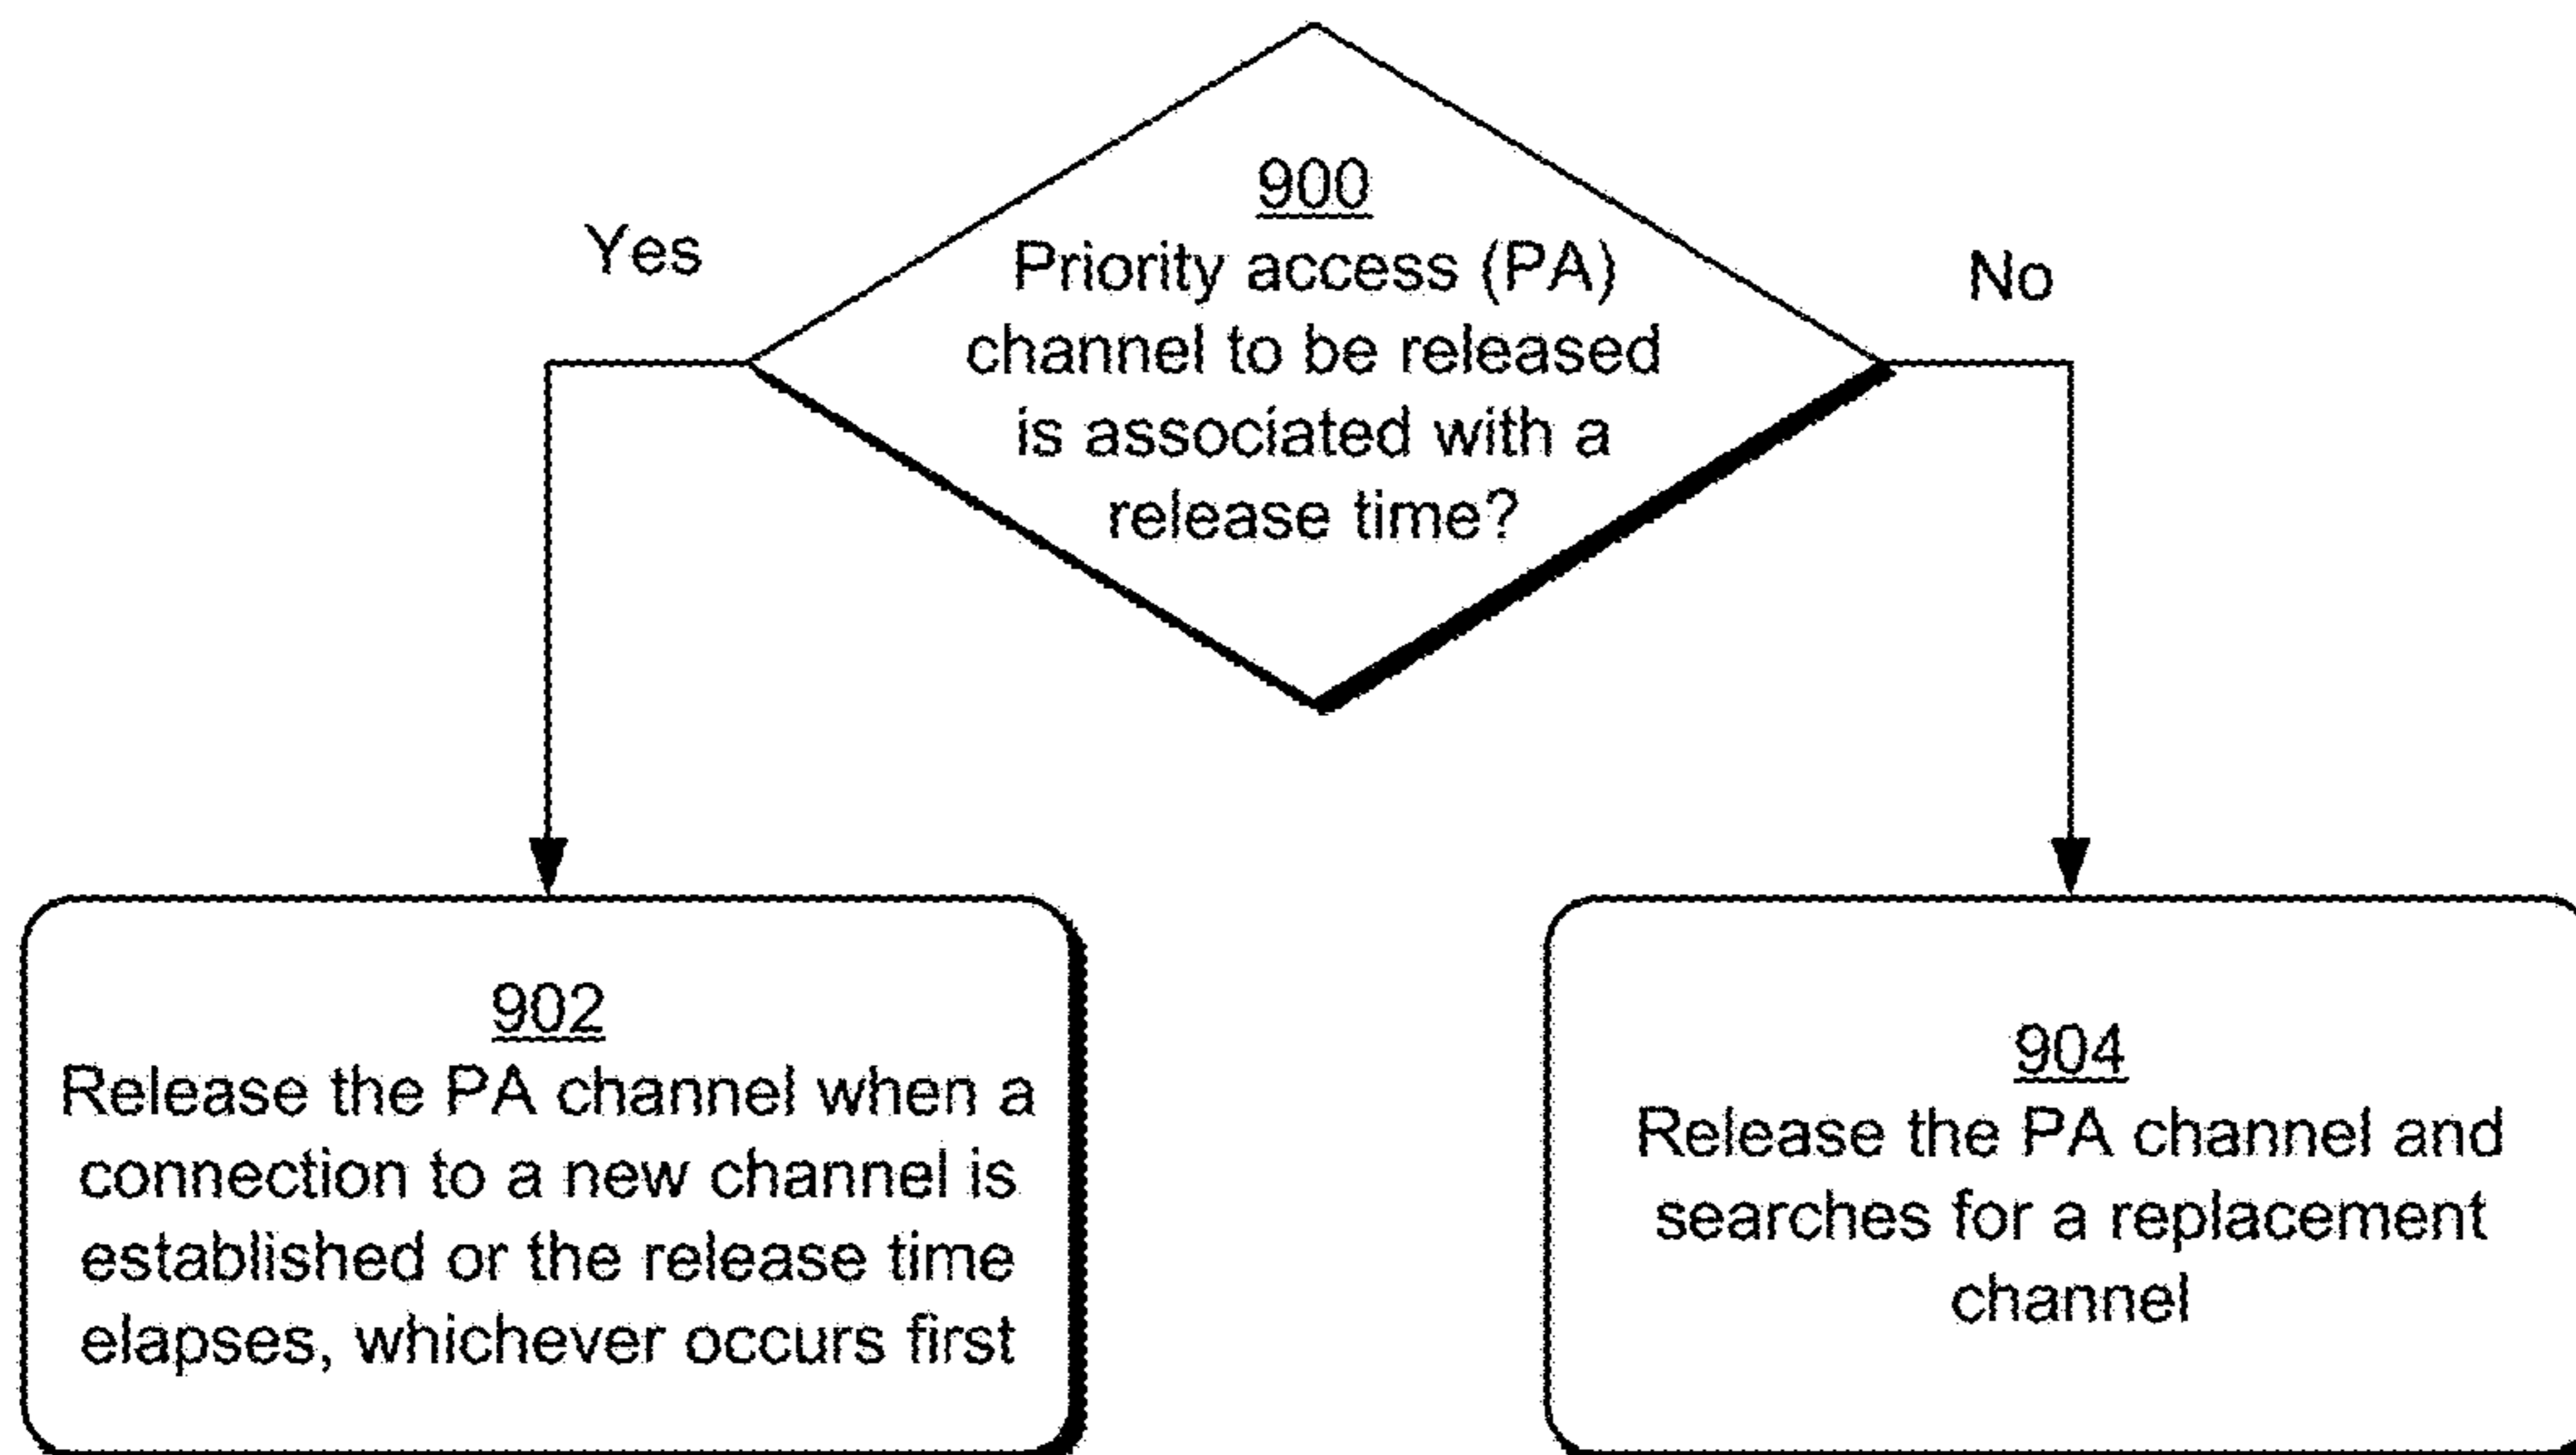 900
Priority access (PA)
channel to be released
is associated with a
release time?
Yes
No
902
Release the PA channel when a
connection to a new channel is
established or the release time
elapses, whichever occurs first
904
Release the PA channel and
searches for a replacement
channel